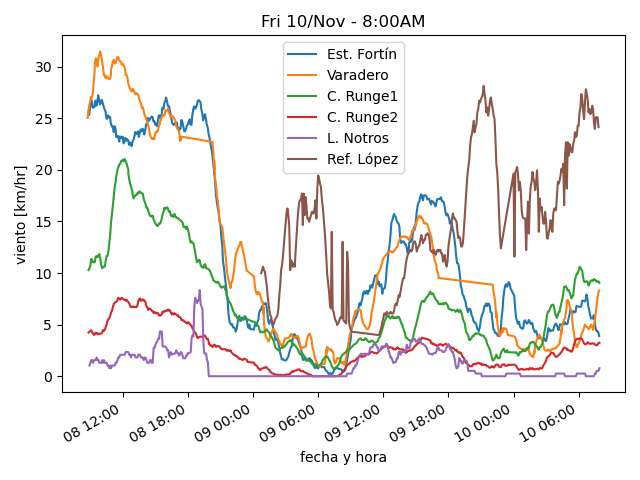 Fri 10/Nov - 8:00AM
Est. Fortín
Varadero
C. Runge1
C. Runge2
L. Notros
Ref. López
viento [km/hr]
30
25
20
15
10
5
0
08 12:00
08 18:00
09 00:00
09 06:00
09 12:00
09 18:00
10 00:00
10 06:00
fecha y hora